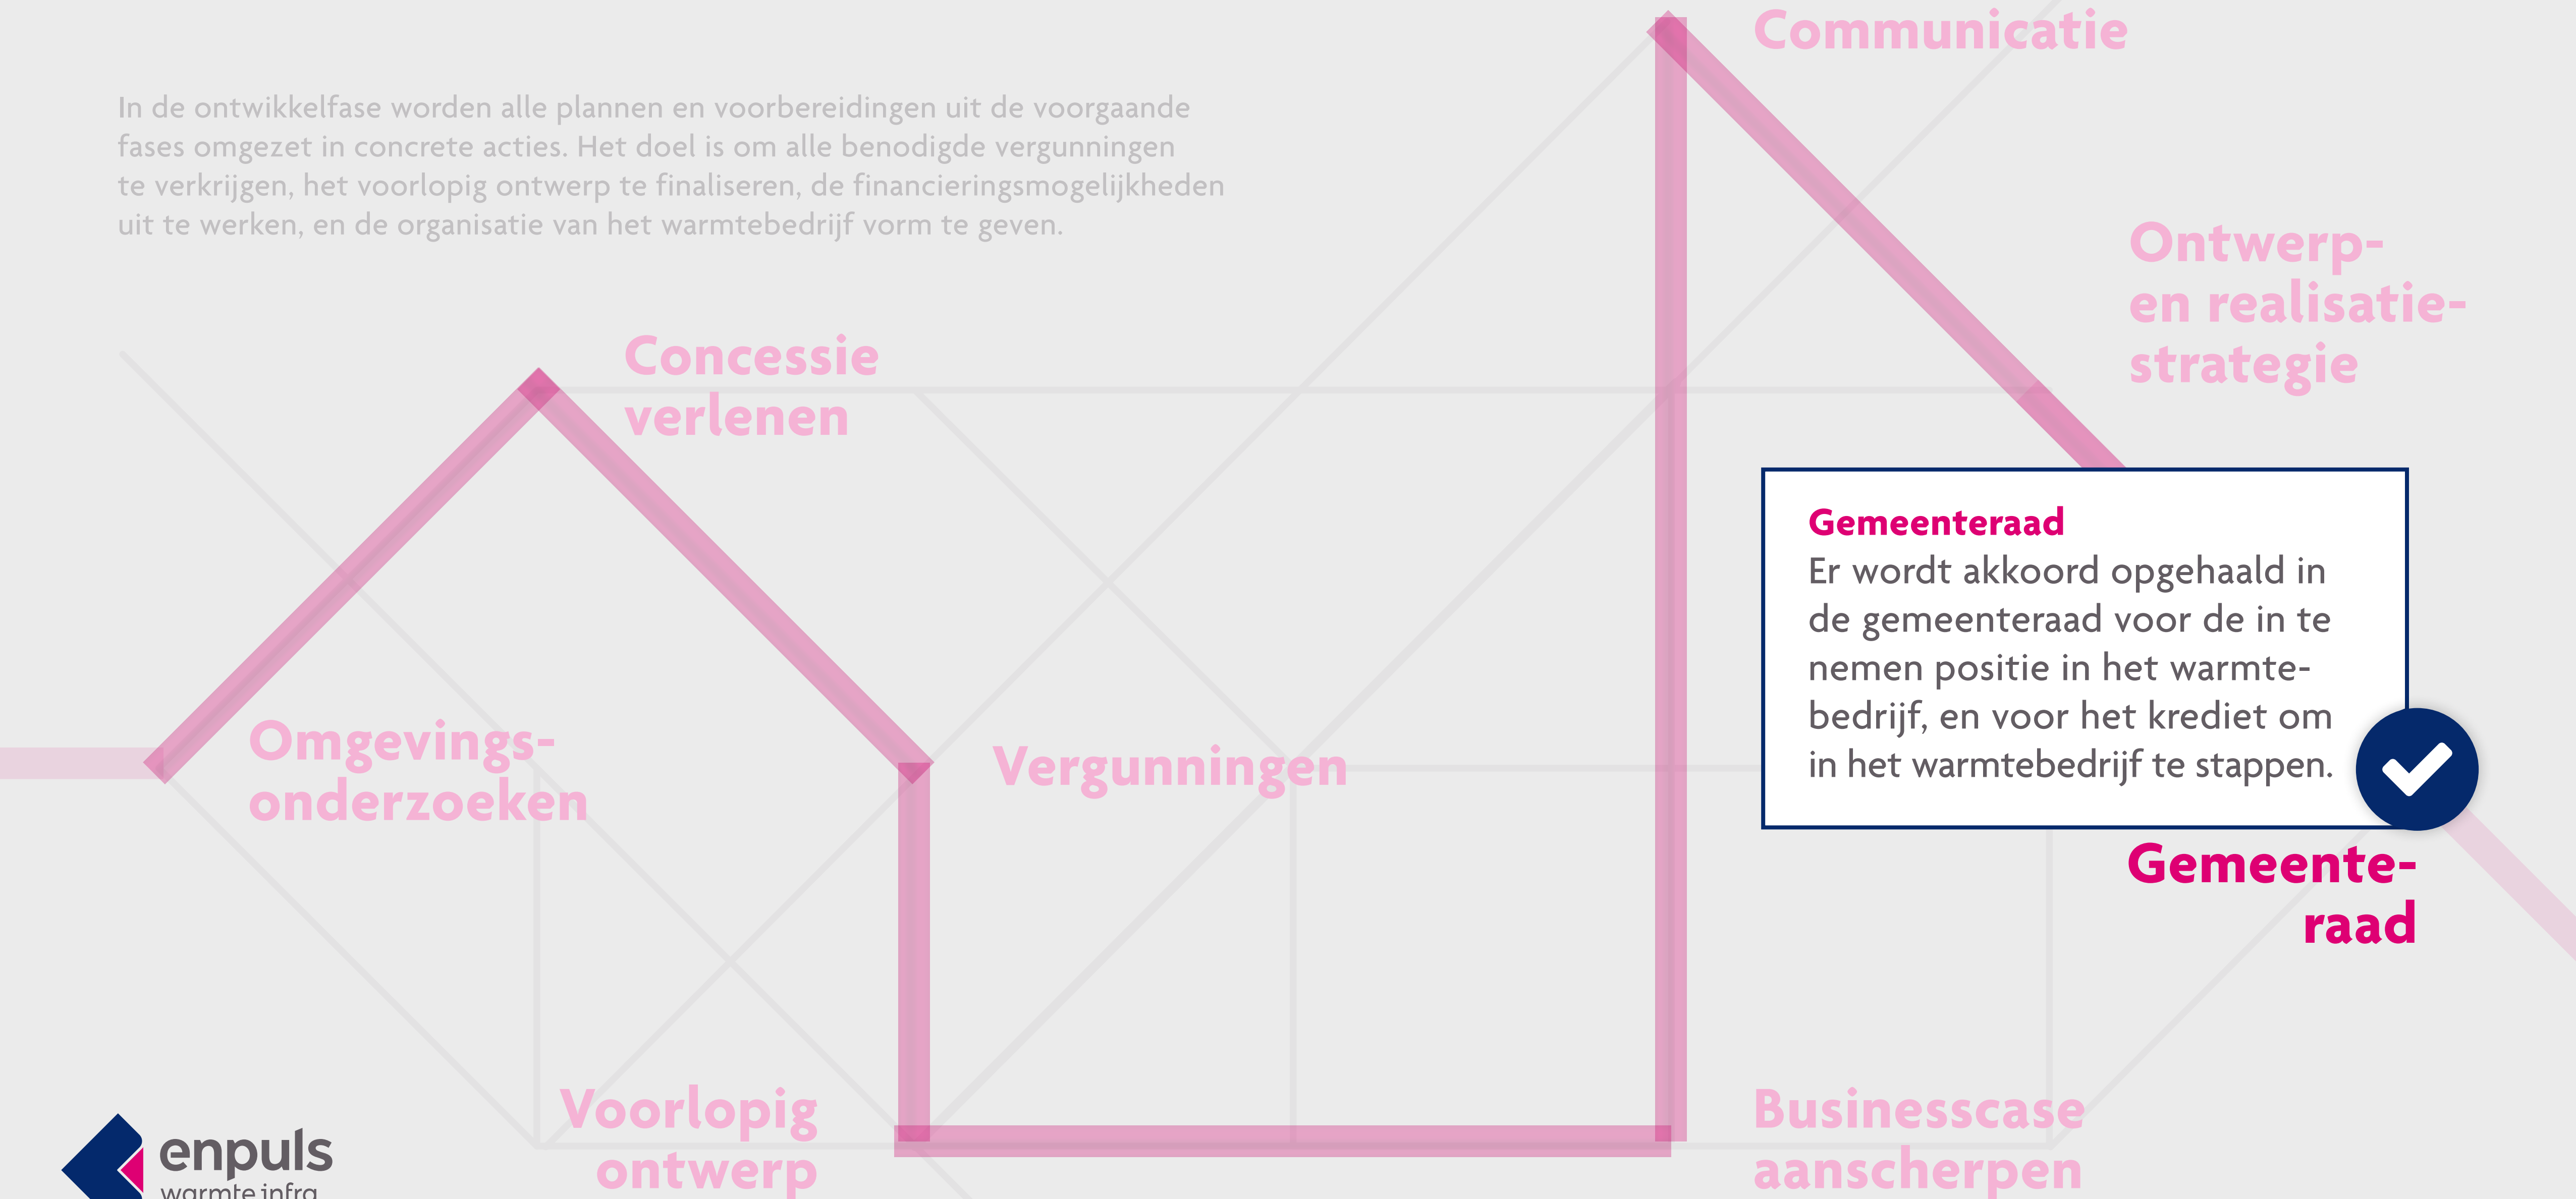 Communicatie
In de ontwikkelfase worden alle plannen en voorbereidingen uit de voorgaande
fases omgezet in concrete acties. Het doel is om alle benodigde vergunningen
te verkrijgen, het voorlopig ontwerp te finaliseren, de financieringsmogelijkheden
uit te werken, en de organisatie van het warmtebedrijf vorm te geven.
Ontwerp-
en realisatie-
strategie
Concessie
verlenen
Gemeenteraad
Er wordt akkoord opgehaald in
de gemeenteraad voor de in te
nemen positie in het warmte-
bedrijf, en voor het krediet om
in het warmtebedrijf te stappen.
Omgevings-
onderzoeken
Vergunningen
Gemeente-
raad
Voorlopig
ontwerp
Businesscase
aanscherpen
enpuls
warmte infra